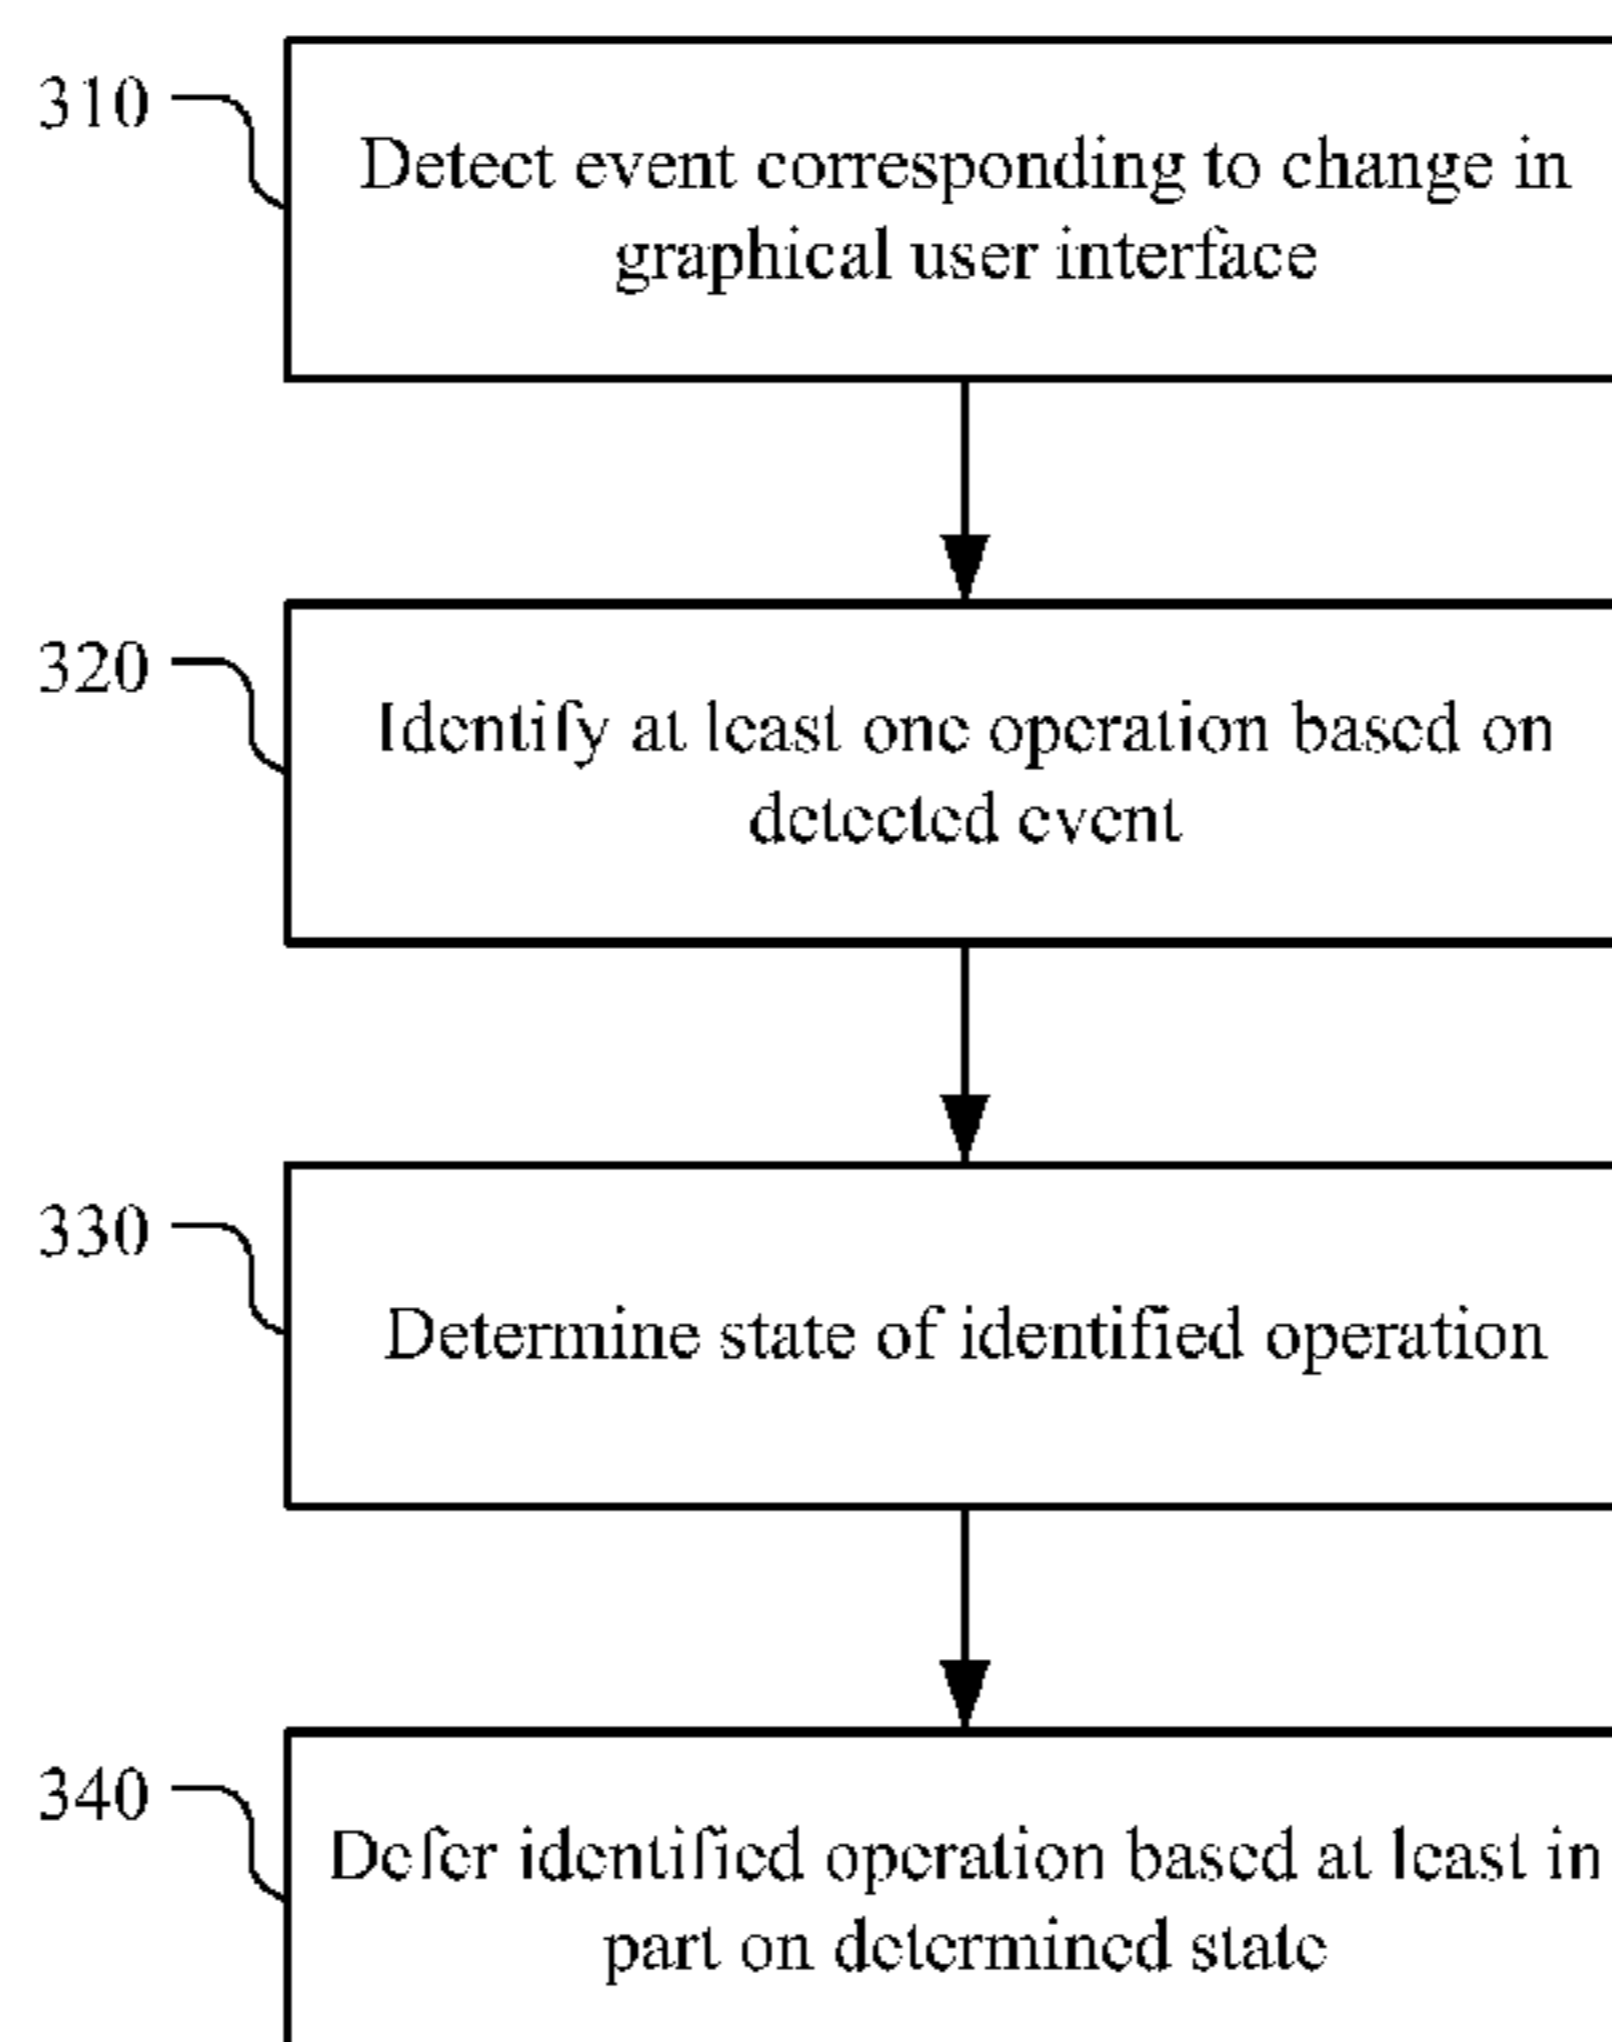 310
Detect event corresponding to change in
graphical user interface
320
Identify at least one operation based on
detected event
330
Determine state of identified operation
340
Defer identified operation based at least in
part on determined state